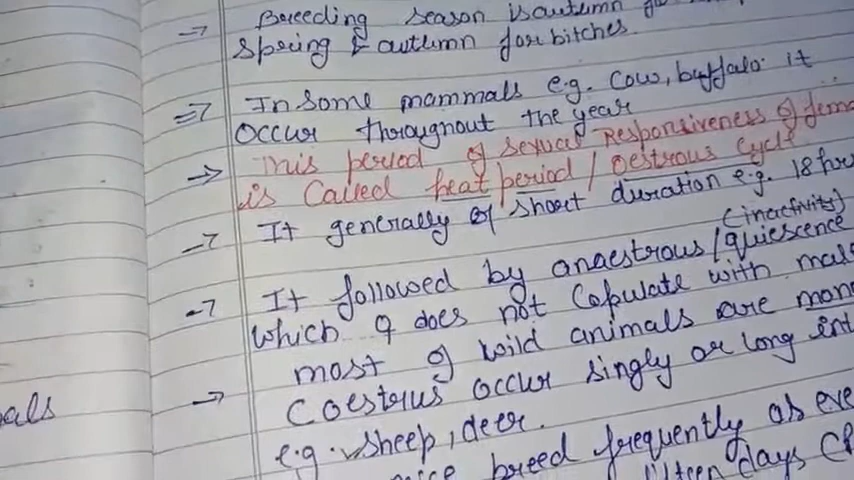 ⇒ Breeding season is autumn
spring & autumn for bitches.
⇒ In some mammals e.g. Cow, buffalo. it
occur throughout the year
→ This period of sexual Responsiveness of
is Called heat period / Oestrous Cycle
→ It generally of short duration e.g. 18
(inactivity)
→ It followed by anaestrous / quiescence
which ♀ does not Copulate with
most of wild animals are
→ Coestrus occur singly or long
e.g. sheep, deer.
breed frequently as
days
als